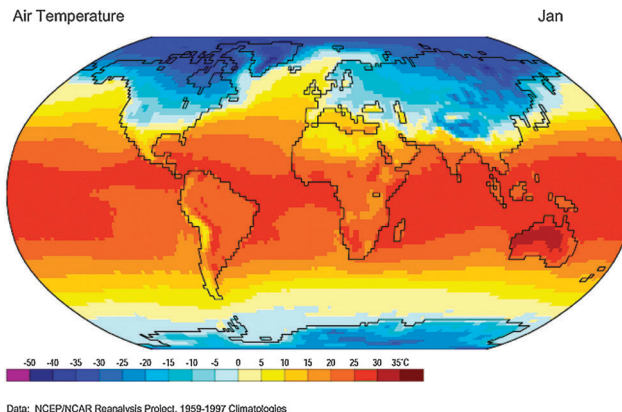 Air Temperature Jan
-50 -40 -35 -30 -25 -20 -15 -10 -5 0 5 10 15 20 25 30 35°C
Data: NCEP/NCAR Reanalysis Project, 1959-1997 Climatologies